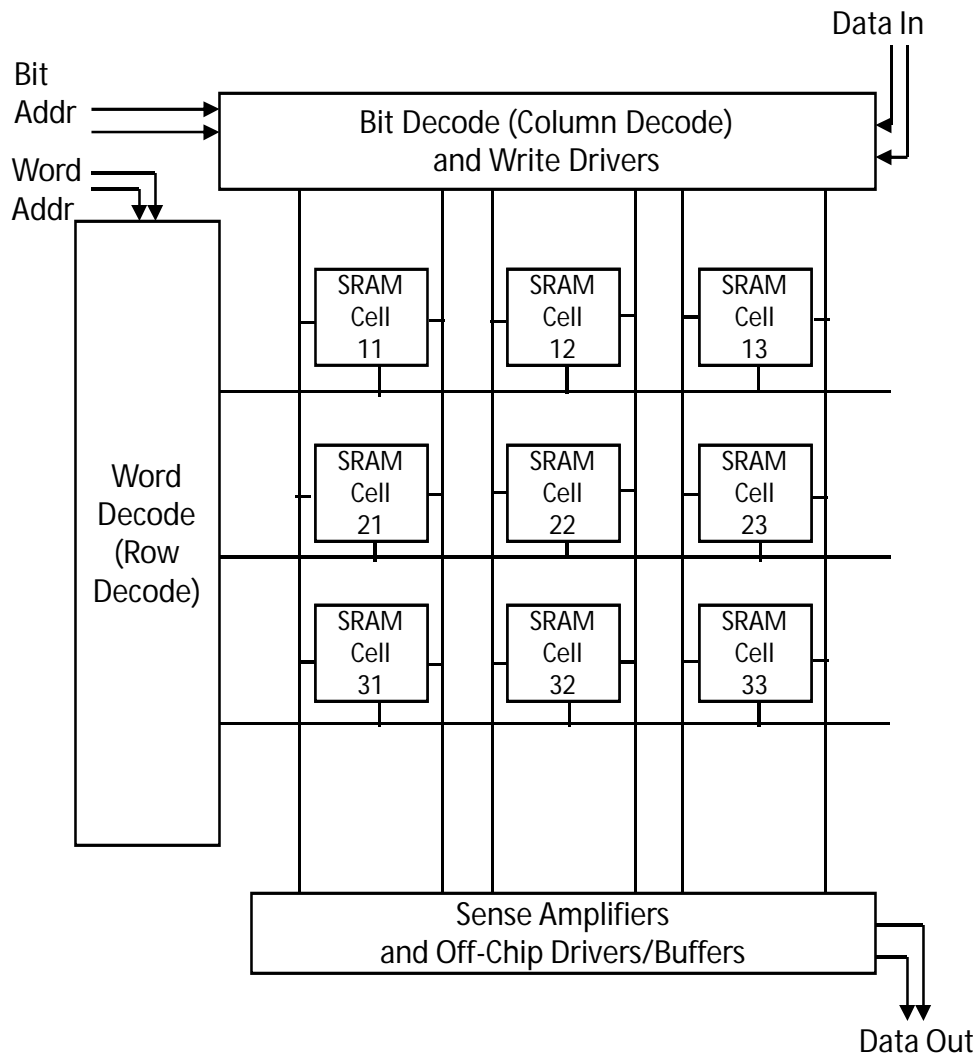 Data In
Bit
Addr
Bit Decode (Column Decode)
and Write Drivers
Word
Addr
SRAM
Cell
11
SRAM
Cell
12
SRAM
Cell
13
Word
Decode
(Row
Decode)
SRAM
Cell
21
SRAM
Cell
22
SRAM
Cell
23
SRAM
Cell
31
SRAM
Cell
32
SRAM
Cell
33
Sense Amplifiers
and Off-Chip Drivers/Buffers
Data Out